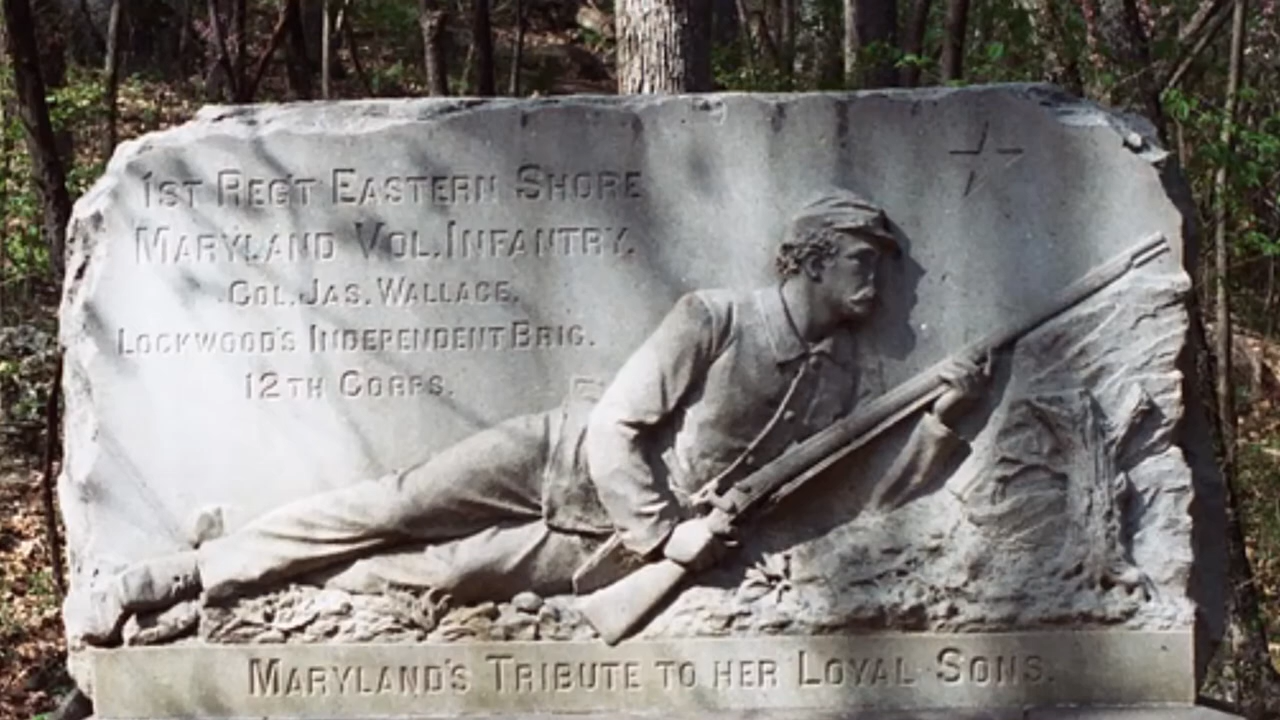 1st Reg't Eastern Shore
Maryland Vol. Infantry.
Col. Jas. Wallace.
Lockwood's Independent Brig.
12th Corps.
Maryland's Tribute to her Loyal Sons.